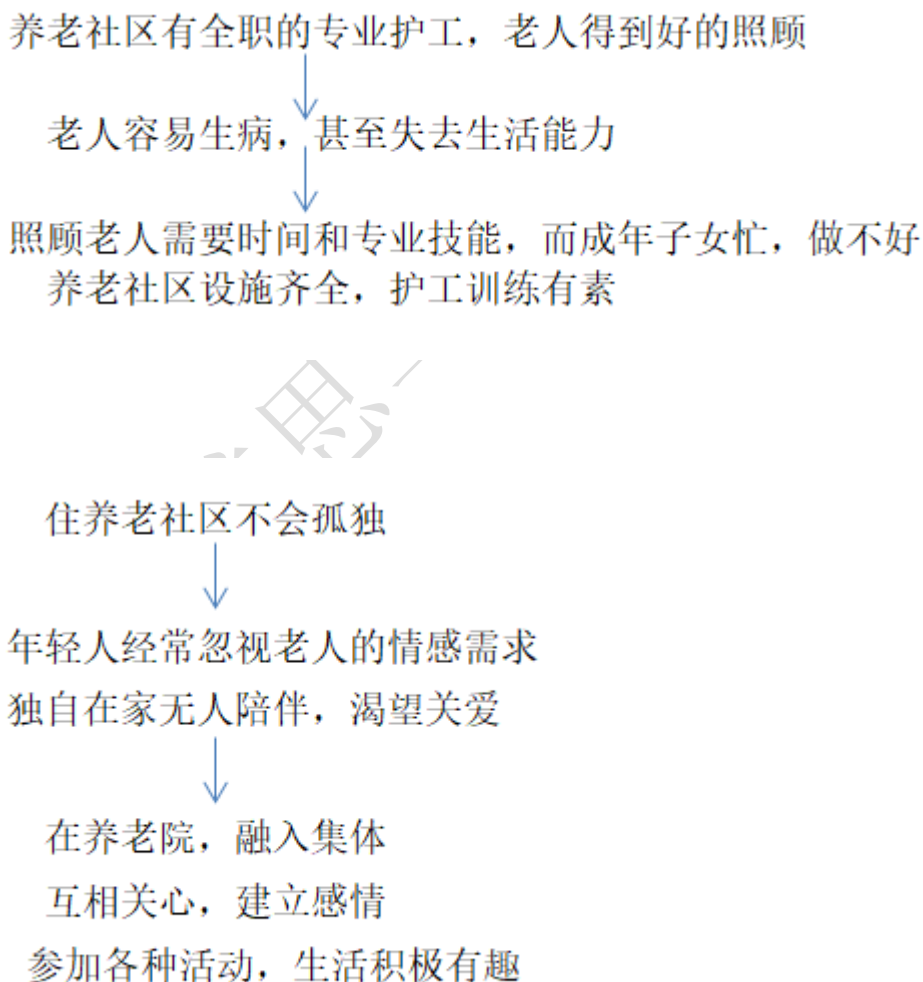 养老社区有全职的专业护工，老人得到好的照顾
老人容易生病，甚至失去生活能力
照顾老人需要时间和专业技能，而成年子女忙，做不好
养老社区设施齐全，护工训练有素
住养老社区不会孤独
年轻人经常忽视老人的情感需求
独自在家无人陪伴，渴望关爱
在养老院，融入集体
互相关心，建立感情
参加各种活动，生活积极有趣